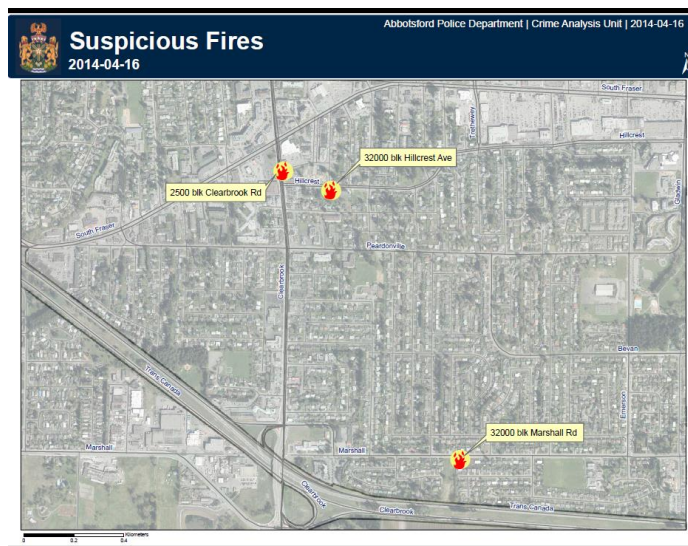 Abbotsford Police Department | Crime Analysis Unit | 2014-04-16
Suspicious Fires
2014-04-16
South Fraser
Tretheway
Hillcrest
32000 blk Hillcrest Ave
2500 blk Clearbrook Rd
Hillcrest
Gladwin
South Fraser
Peardonville
Clearbrook
Bevan
Trans Canada
Emerson
32000 blk Marshall Rd
Marshall
Marshall
Clearbrook
Clearbrook
Trans Canada
Kilometers
0 0.2 0.4